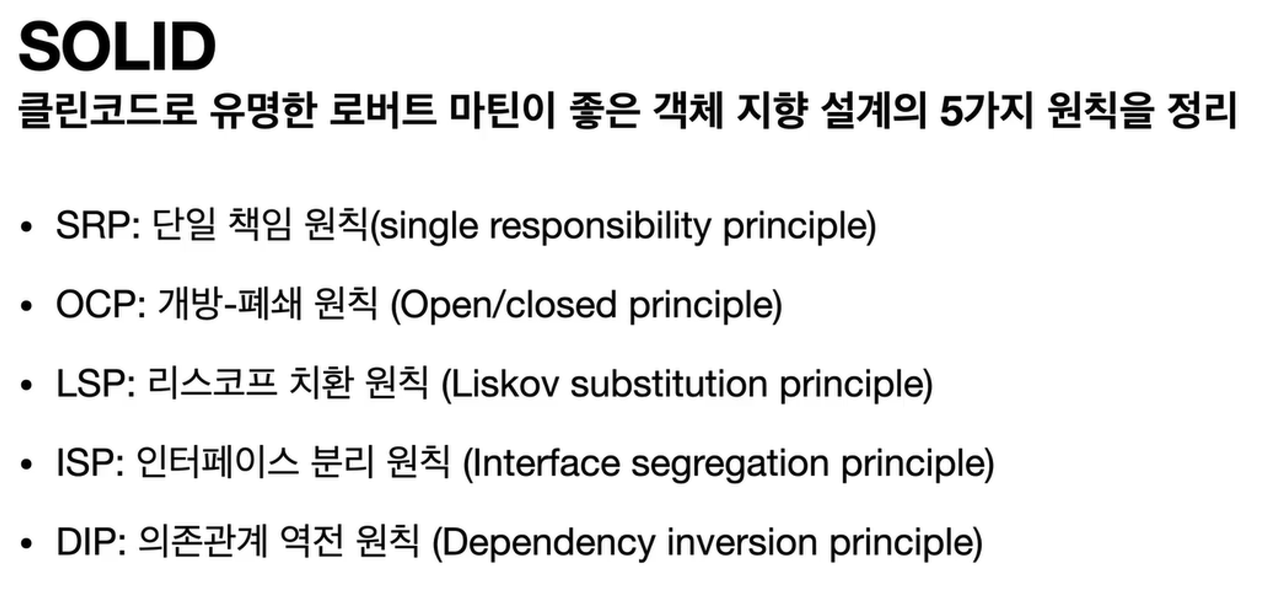 SOLID
클린코드로 유명한 로버트 마틴이 좋은 객체 지향 설계의 5가지 원칙을 정리
• SRP: 단일 책임 원칙(single responsibility principle)
• OCP: 개방-폐쇄 원칙 (Open/closed principle)
• LSP: 리스코프 치환 원칙 (Liskov substitution principle)
• ISP: 인터페이스 분리 원칙 (Interface segregation principle)
• DIP: 의존관계 역전 원칙 (Dependency inversion principle)